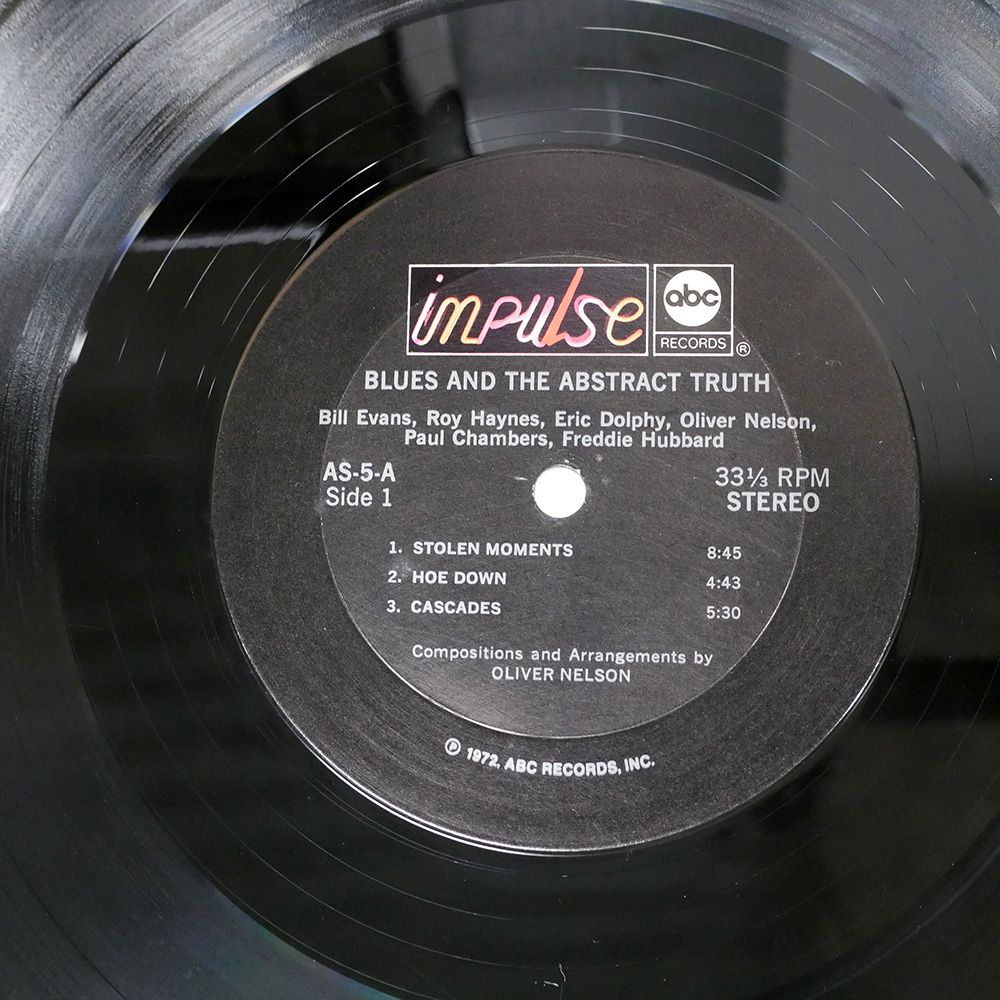 impulse
abc
RECORDS ®
BLUES AND THE ABSTRACT TRUTH
Bill Evans, Roy Haynes, Eric Dolphy, Oliver Nelson,
Paul Chambers, Freddie Hubbard
AS-5-A
Side 1
33⅓ RPM
STEREO
1. STOLEN MOMENTS 8:45
2. HOE DOWN 4:43
3. CASCADES 5:30
Compositions and Arrangements by
OLIVER NELSON
℗ 1972, ABC RECORDS, INC.